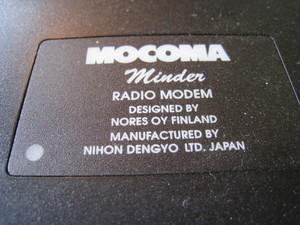 MOCOMA
Minder
RADIO MODEM
DESIGNED BY
NORES OY FINLAND
MANUFACTURED BY
NIHON DENGYO LTD. JAPAN